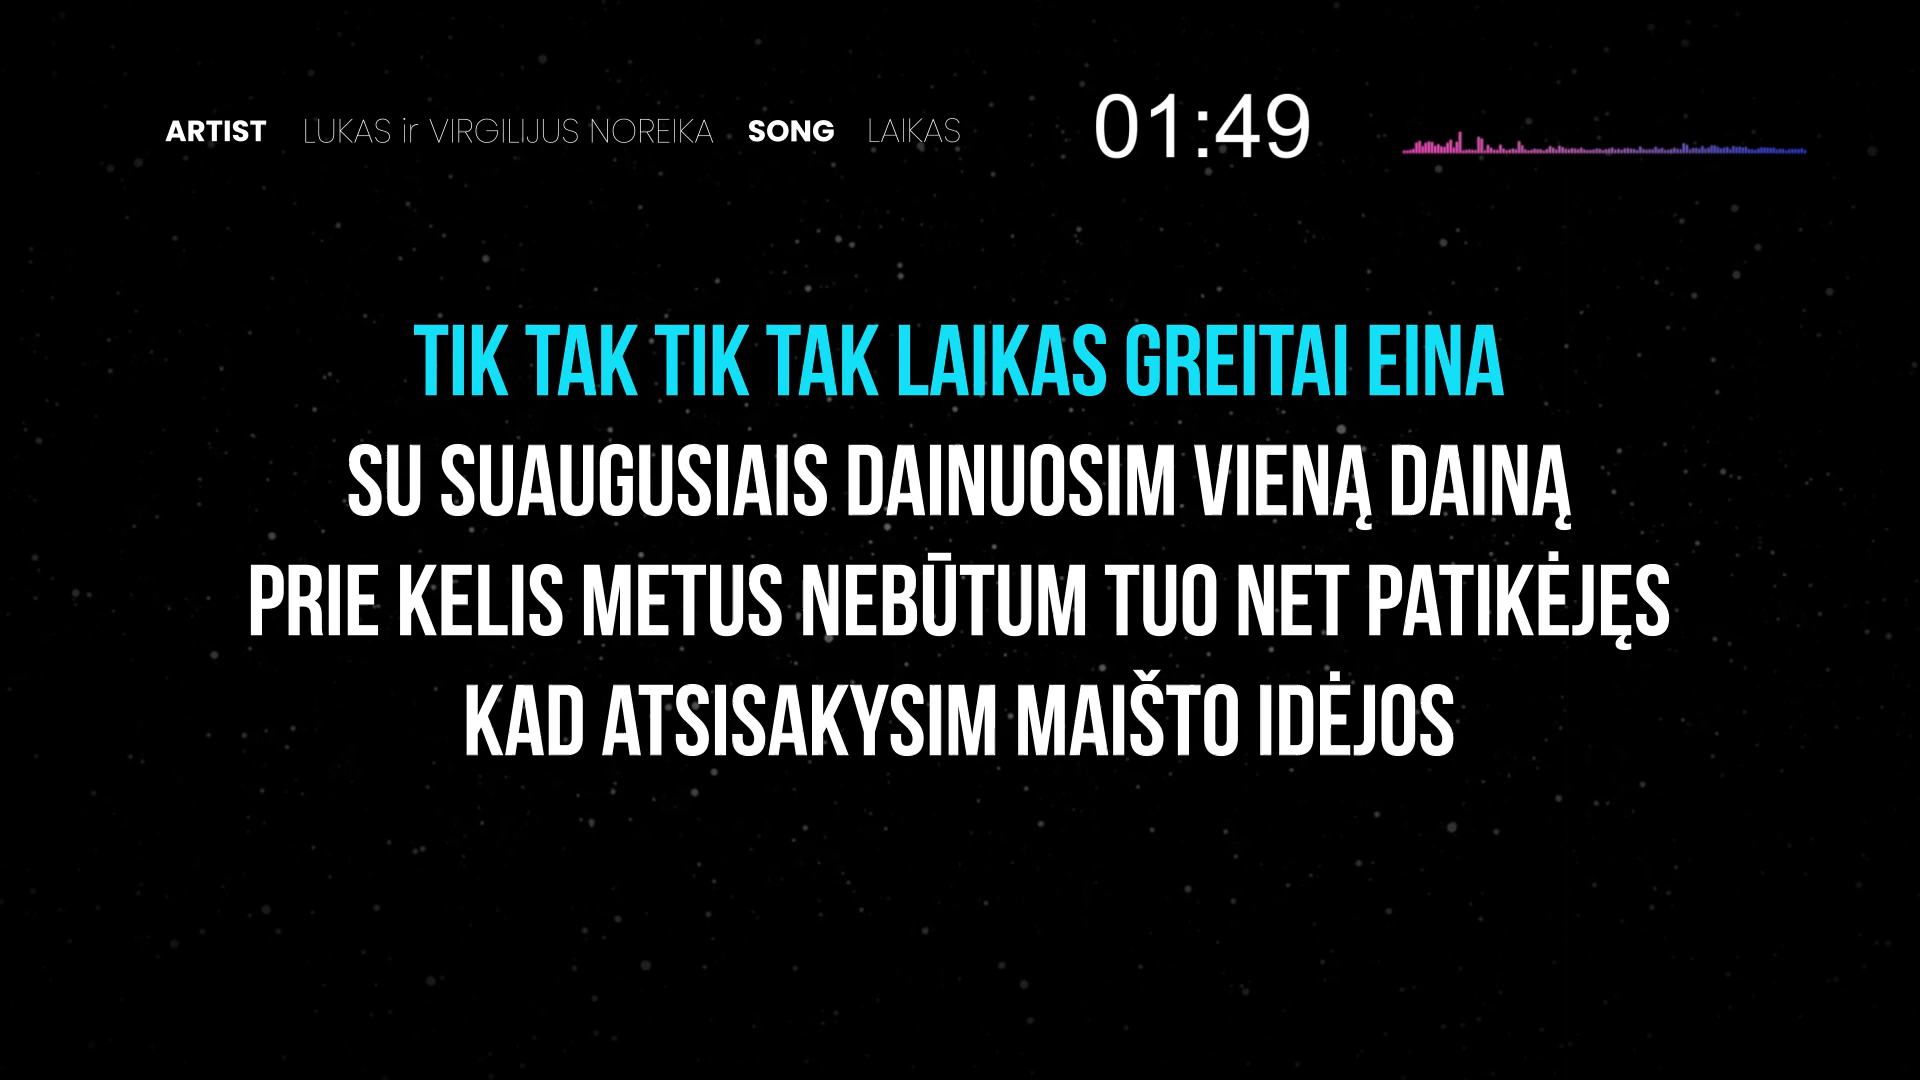 ARTIST LUKAS ir VIRGILIJUS NOREIKA SONG LAIKAS 01:49
TIK TAK TIK TAK LAIKAS GREITAI EINA
SU SUAUGUSIAIS DAINUOSIM VIENĄ DAINĄ
PRIE KELIS METUS NEBŪTUM TUO NET PATIKĖJĘS
KAD ATSISAKYSIM MAIŠTO IDĖJOS